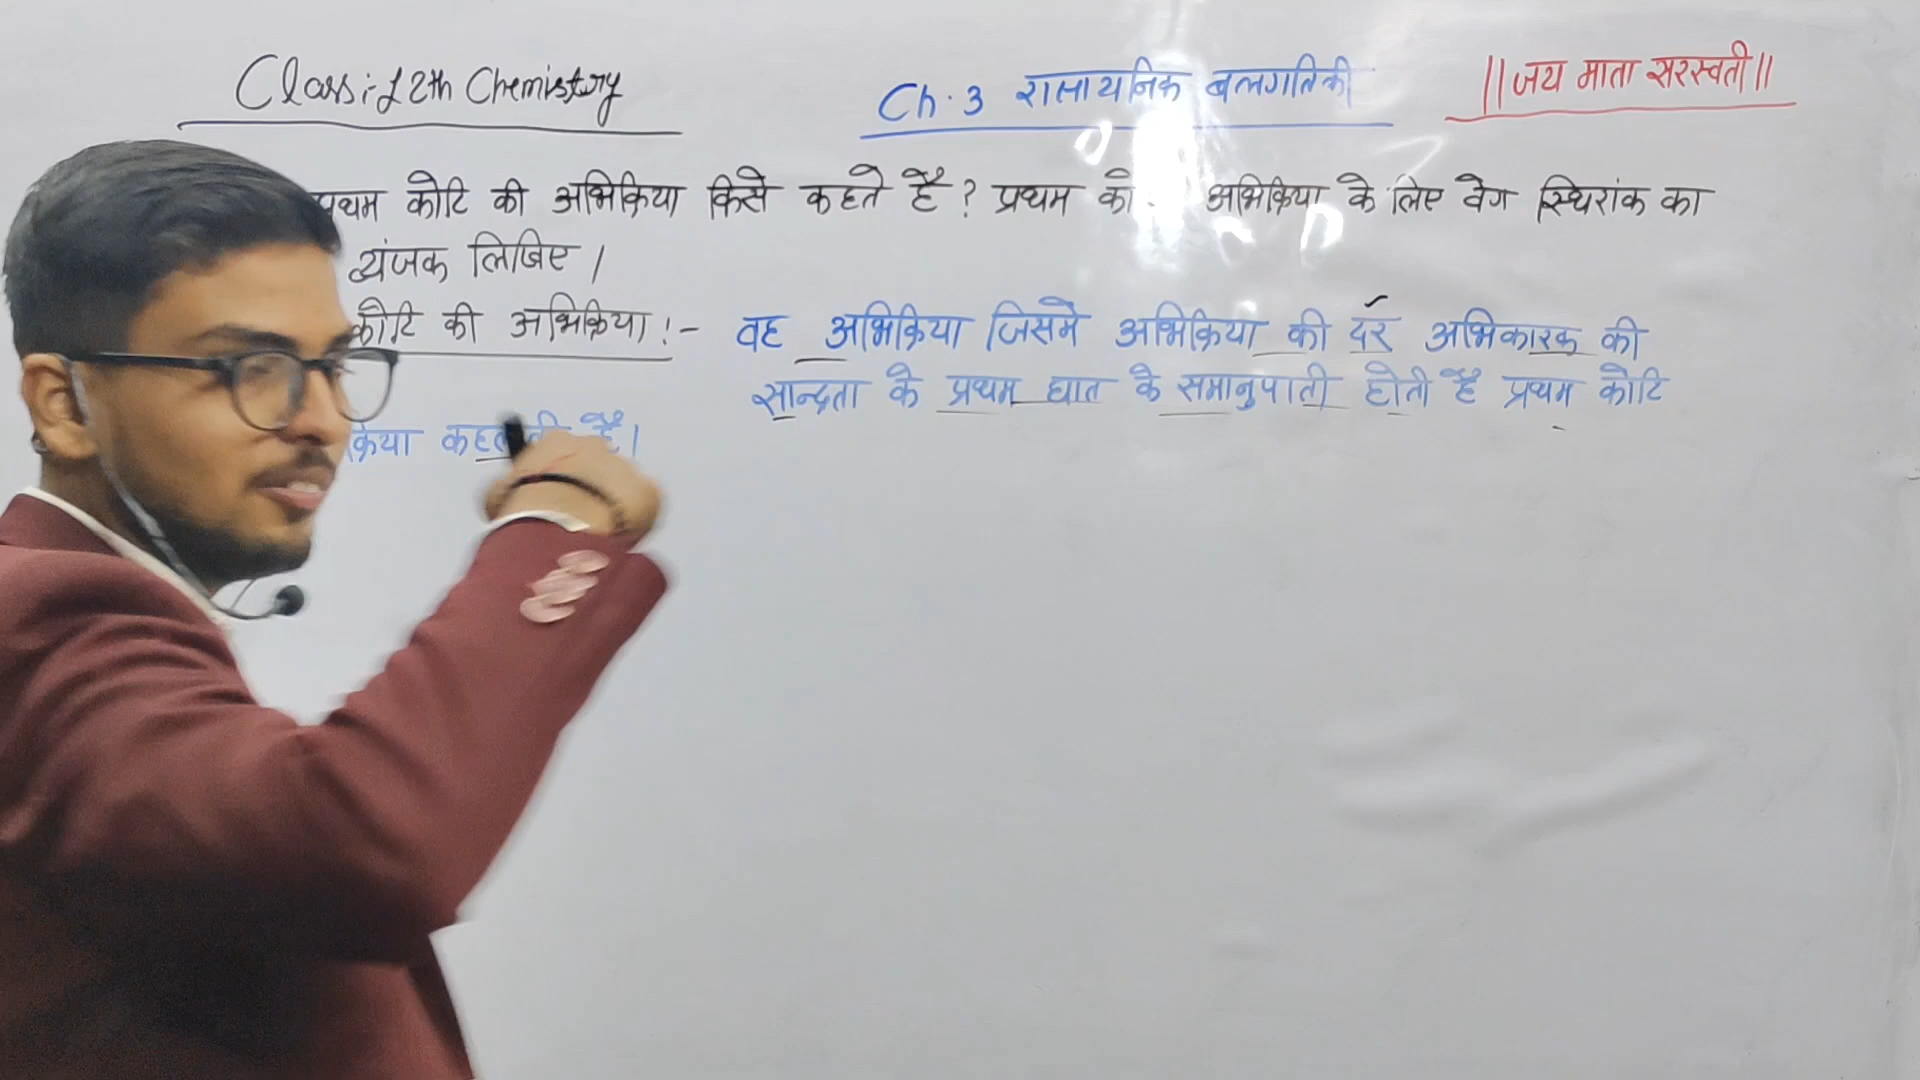 Class :- 12th Chemistry
Ch. 3 रासायनिक बलगतिकी
||जय माता सरस्वती||
प्रथम कोटि की अभिक्रिया किसे कहते है ? प्रथम को अभिक्रिया के लिए वेग स्थिरांक का
व्यंजक लिखिए ।
कोटि की अभिक्रिया :- वह अभिक्रिया जिसमे अभिक्रिया की दर अभिकारक की
सान्द्रता के प्रथम घात के समानुपाती होती है प्रथम कोटि
है।